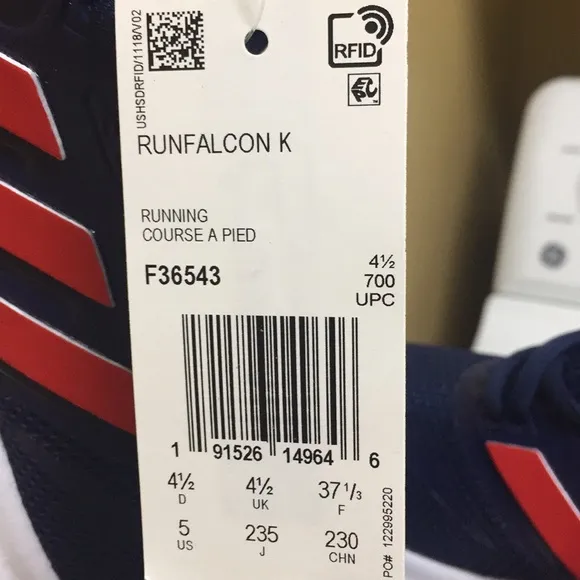 USHSDRFID/1118/V02
RFID
EPC
RUNFALCON K
RUNNING
COURSE A PIED
F36543
4½
700
UPC
1 91526 14964 6
4½ 4½ 37 1/3
D UK F
5 235 230
US J CHN
PO# 122995220